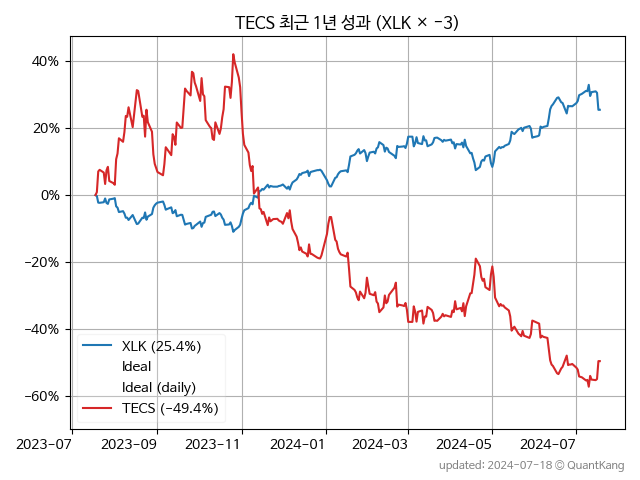 TECS 최근 1년 성과 (XLK × −3)
40%
20%
0%
−20%
−40%
−60%
XLK (25.4%)
Ideal
Ideal (daily)
TECS (−49.4%)
2023−07
2023−09
2023−11
2024−01
2024−03
2024−05
2024−07
updated: 2024−07−18 © QuantKang